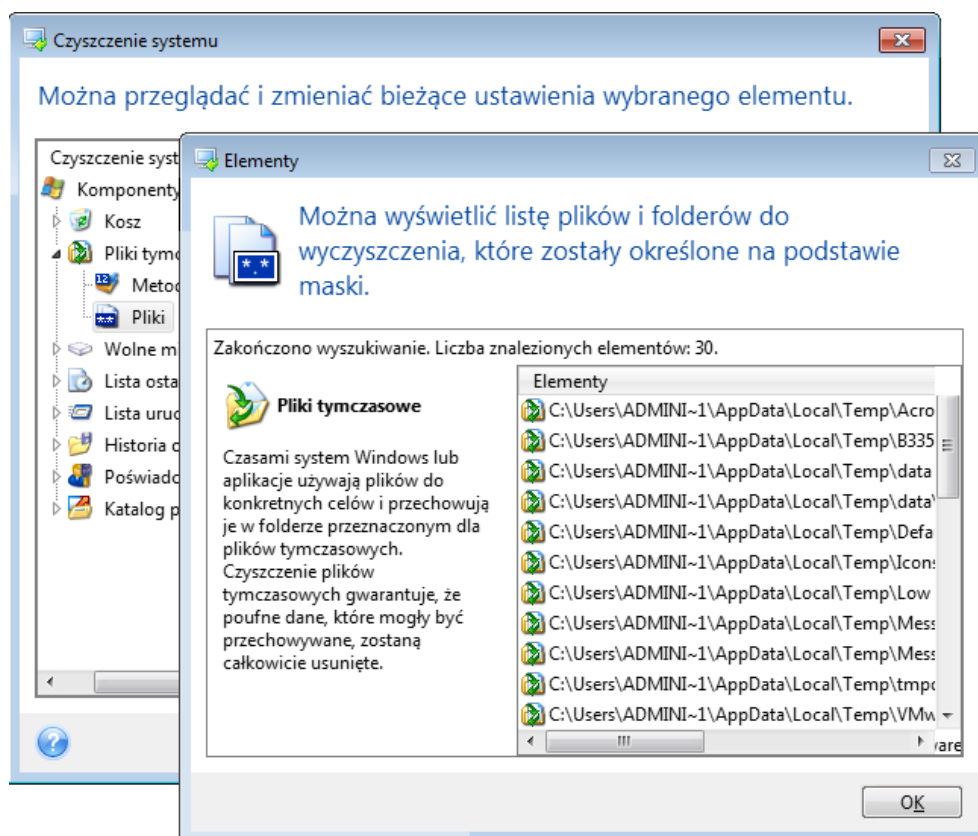 Czyszczenie systemu
Można przeglądać i zmieniać bieżące ustawienia wybranego elementu.
Czyszczenie syst
Komponenty
Kosz
Pliki tymc
Metod
Pliki
Wolne mi
Lista osta
Lista uruc
Historia
Poświadc
Katalog p
Elementy
Można wyświetlić listę plików i folderów do
wyczyszczenia, które zostały określone na podstawie
maski.
Zakończono wyszukiwanie. Liczba znalezionych elementów: 30.
Pliki tymczasowe
Czasami system Windows lub
aplikacje używają plików do
konkretnych celów i przechowują
je w folderze przeznaczonym dla
plików tymczasowych.
Czyszczenie plików
tymczasowych gwarantuje, że
poufne dane, które mogły być
przechowywane, zostaną
całkowicie usunięte.
Elementy
C:\Users\ADMINI~1\AppData\Local\Temp\Acro
C:\Users\ADMINI~1\AppData\Local\Temp\B335
C:\Users\ADMINI~1\AppData\Local\Temp\data
C:\Users\ADMINI~1\AppData\Local\Temp\data\
C:\Users\ADMINI~1\AppData\Local\Temp\Defa
C:\Users\ADMINI~1\AppData\Local\Temp\Icons
C:\Users\ADMINI~1\AppData\Local\Temp\Low
C:\Users\ADMINI~1\AppData\Local\Temp\Mess
C:\Users\ADMINI~1\AppData\Local\Temp\Mess
C:\Users\ADMINI~1\AppData\Local\Temp\tmpc
C:\Users\ADMINI~1\AppData\Local\Temp\VMw
ware
OK